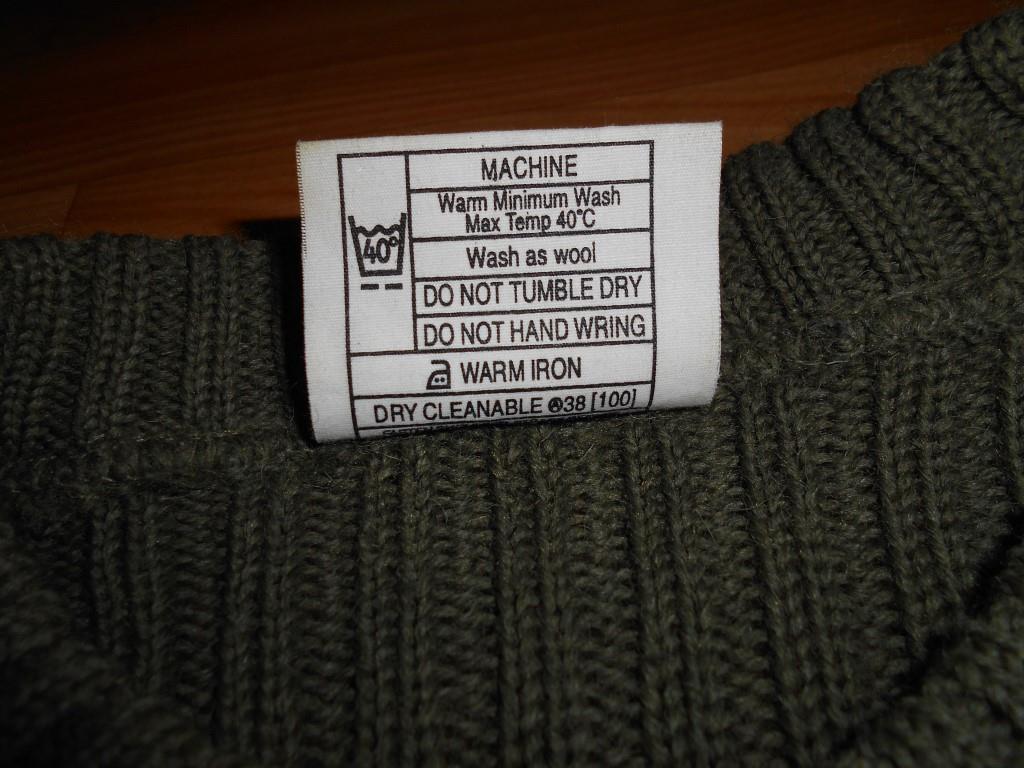 MACHINE
Warm Minimum Wash
Max Temp 40°C
40°
Wash as wool
DO NOT TUMBLE DRY
DO NOT HAND WRING
WARM IRON
DRY CLEANABLE Ⓐ38 [100]